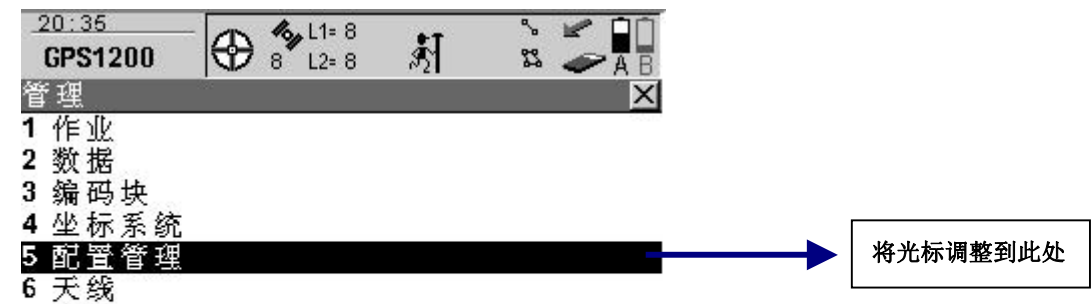 20:35
GPS1200
8 L1= 8
L2= 8
2
A B
管理
1 作业
2 数据
3 编码块
4 坐标系统
5 配置管理
将光标调整到此处
6 天线